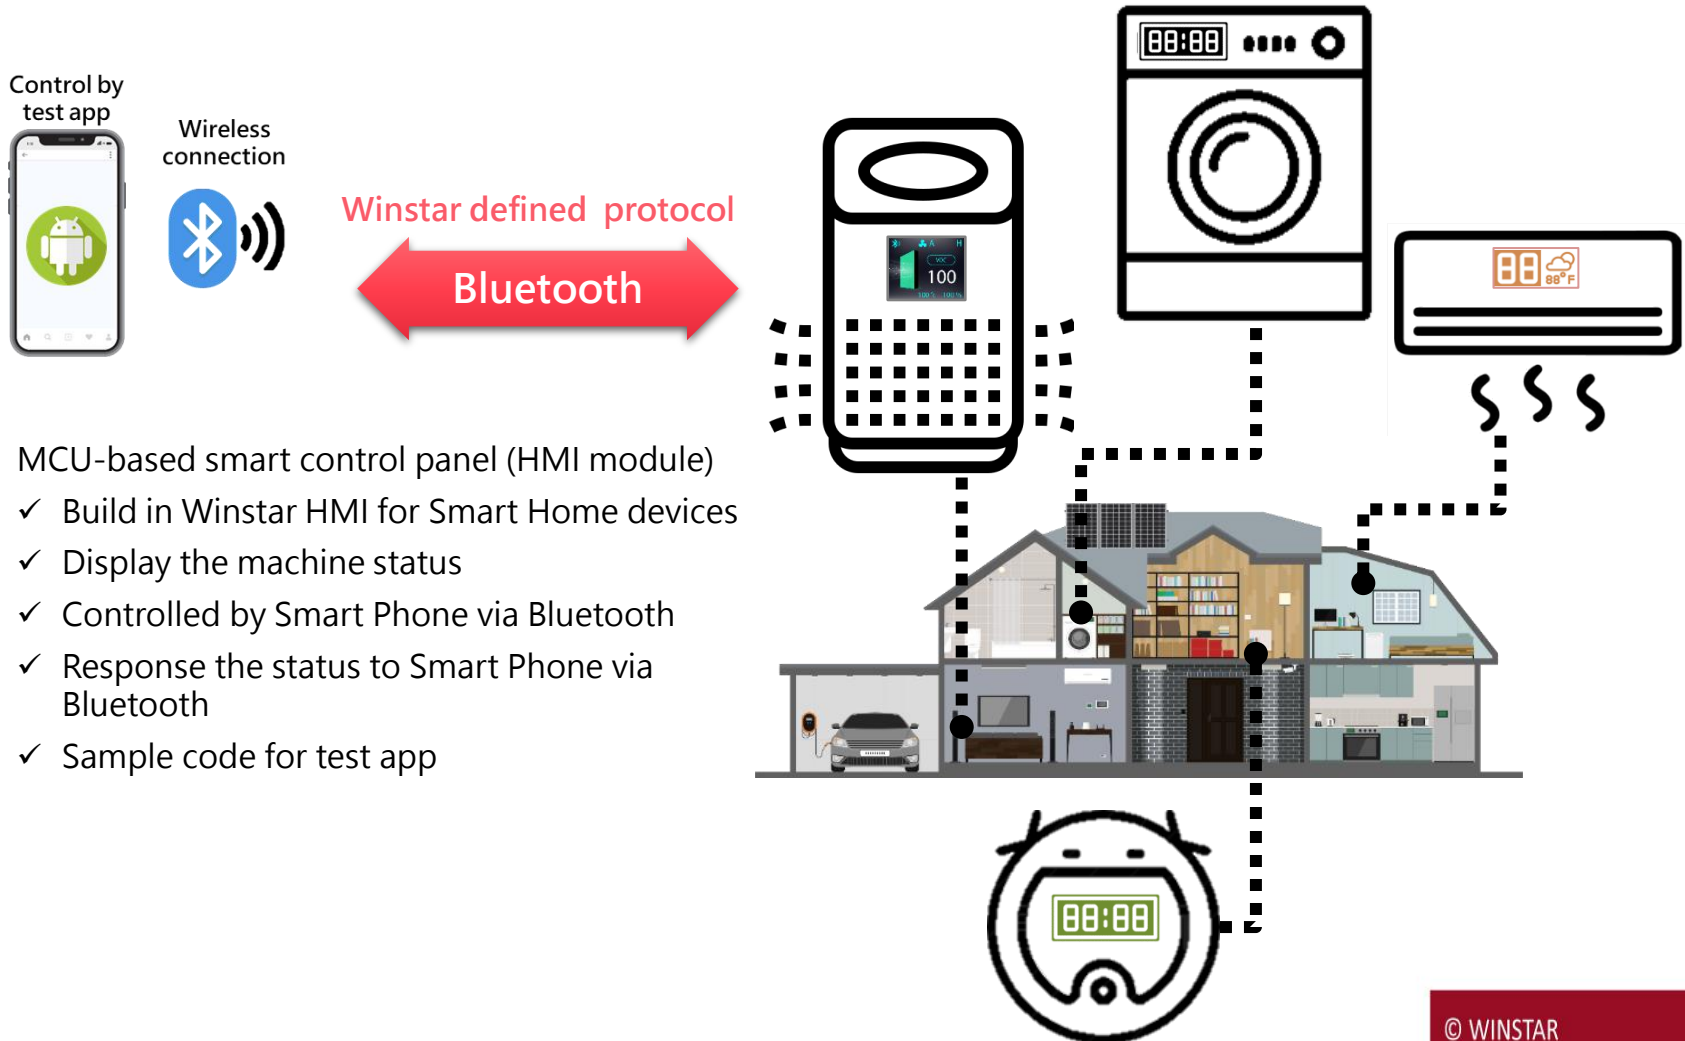 Control by
test app
Wireless
connection
Winstar defined protocol
Bluetooth
88:88
A H
VOC
100
100 %
88
88°F
MCU-based smart control panel (HMI module)
✓ Build in Winstar HMI for Smart Home devices
✓ Display the machine status
✓ Controlled by Smart Phone via Bluetooth
✓ Response the status to Smart Phone via
Bluetooth
✓ Sample code for test app
88:88
© WINSTAR